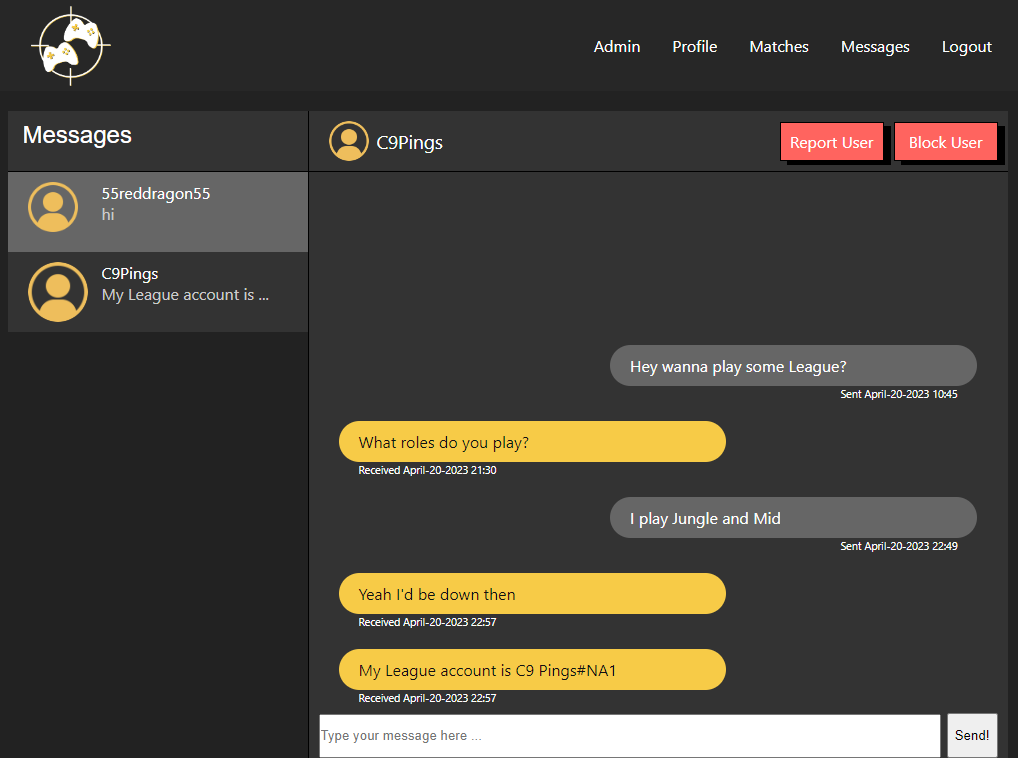 Admin
Profile
Matches
Messages
Logout
Messages
55reddragon55
hi
C9Pings
My League account is ...
C9Pings
Report User
Block User
Hey wanna play some League?
Sent April-20-2023 10:45
What roles do you play?
Received April-20-2023 21:30
I play Jungle and Mid
Sent April-20-2023 22:49
Yeah I'd be down then
Received April-20-2023 22:57
My League account is C9 Pings#NA1
Received April-20-2023 22:57
Type your message here ...
Send!